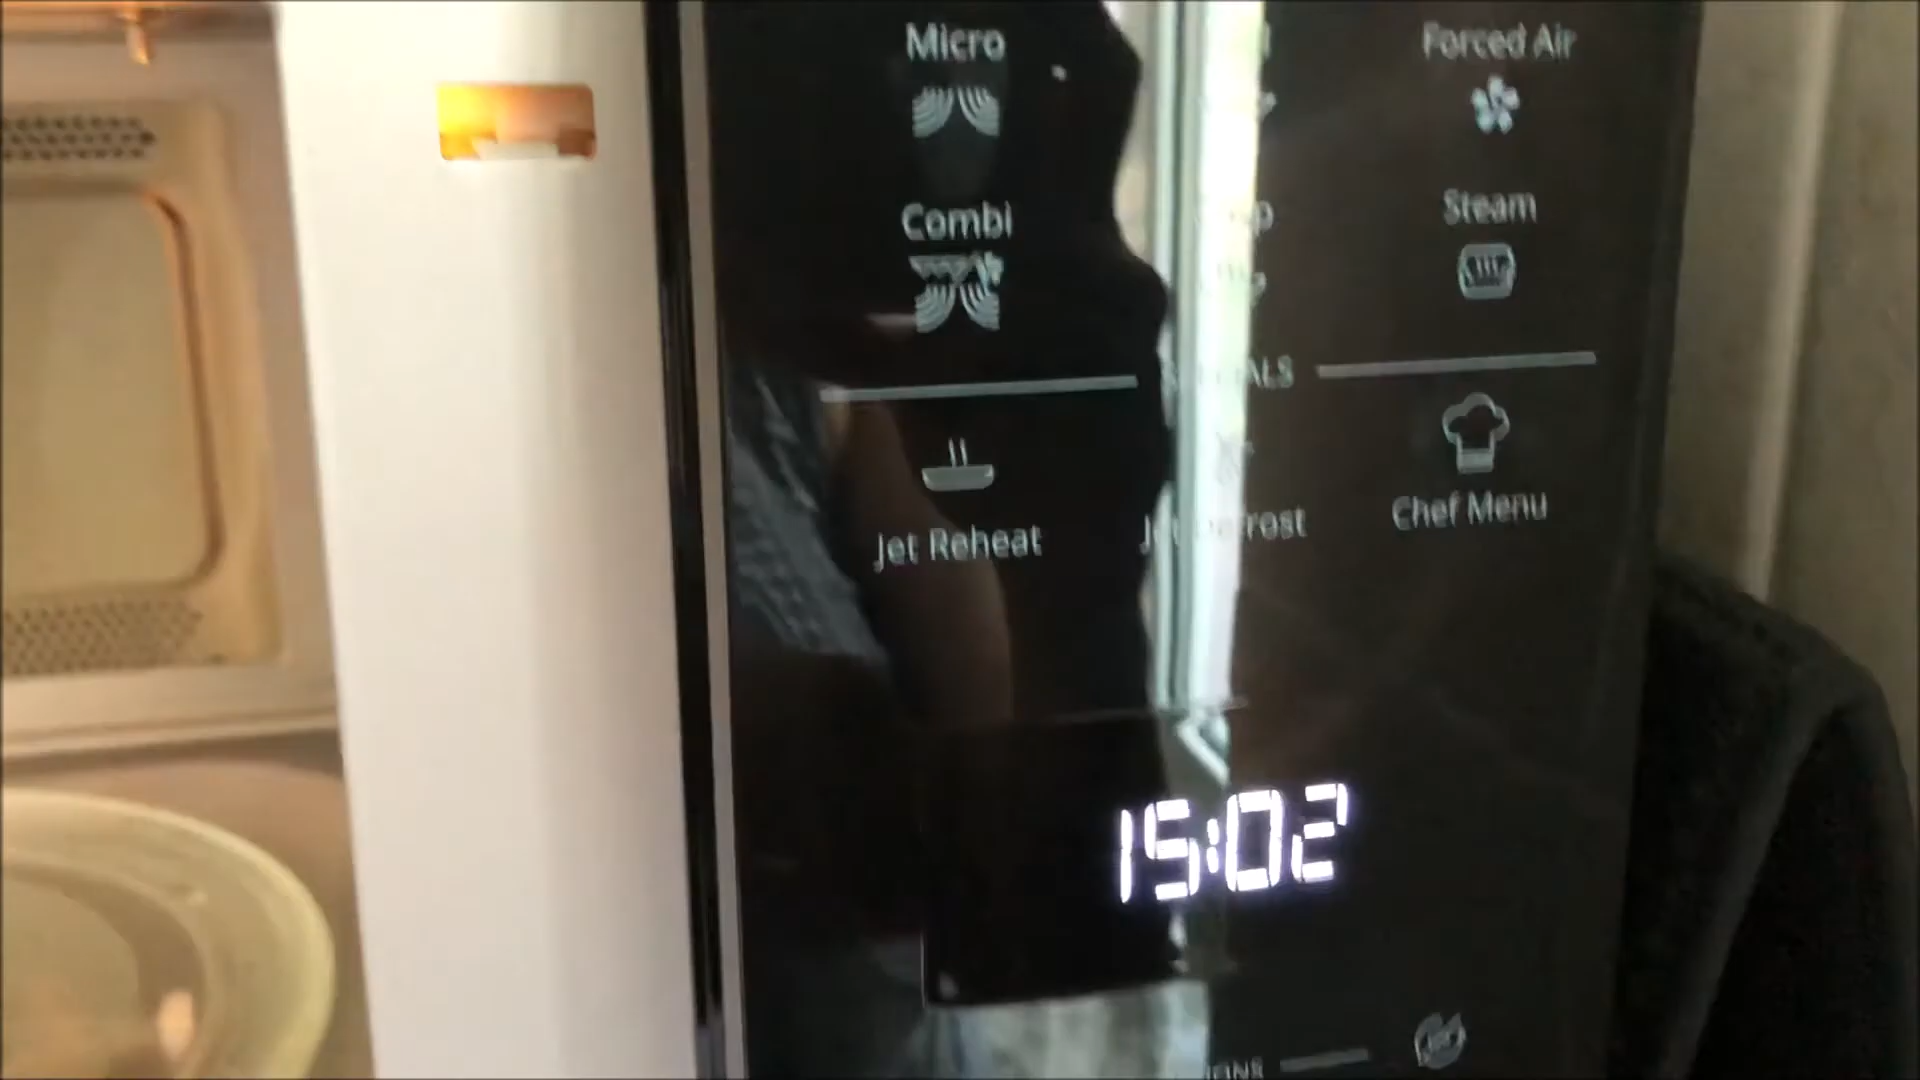 Micro
Forced Air
Combi
Steam
Jet Reheat
Chef Menu
15:02